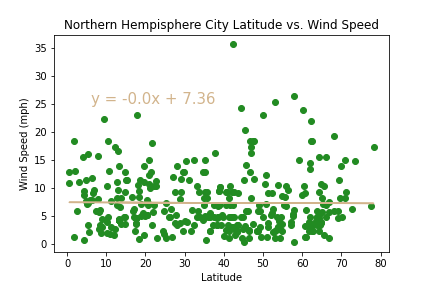 Northern Hempisphere City Latitude vs. Wind Speed
35
30
25
20
15
10
5
0
Wind Speed (mph)
y = -0.0x + 7.36
0 10 20 30 40 50 60 70 80
Latitude